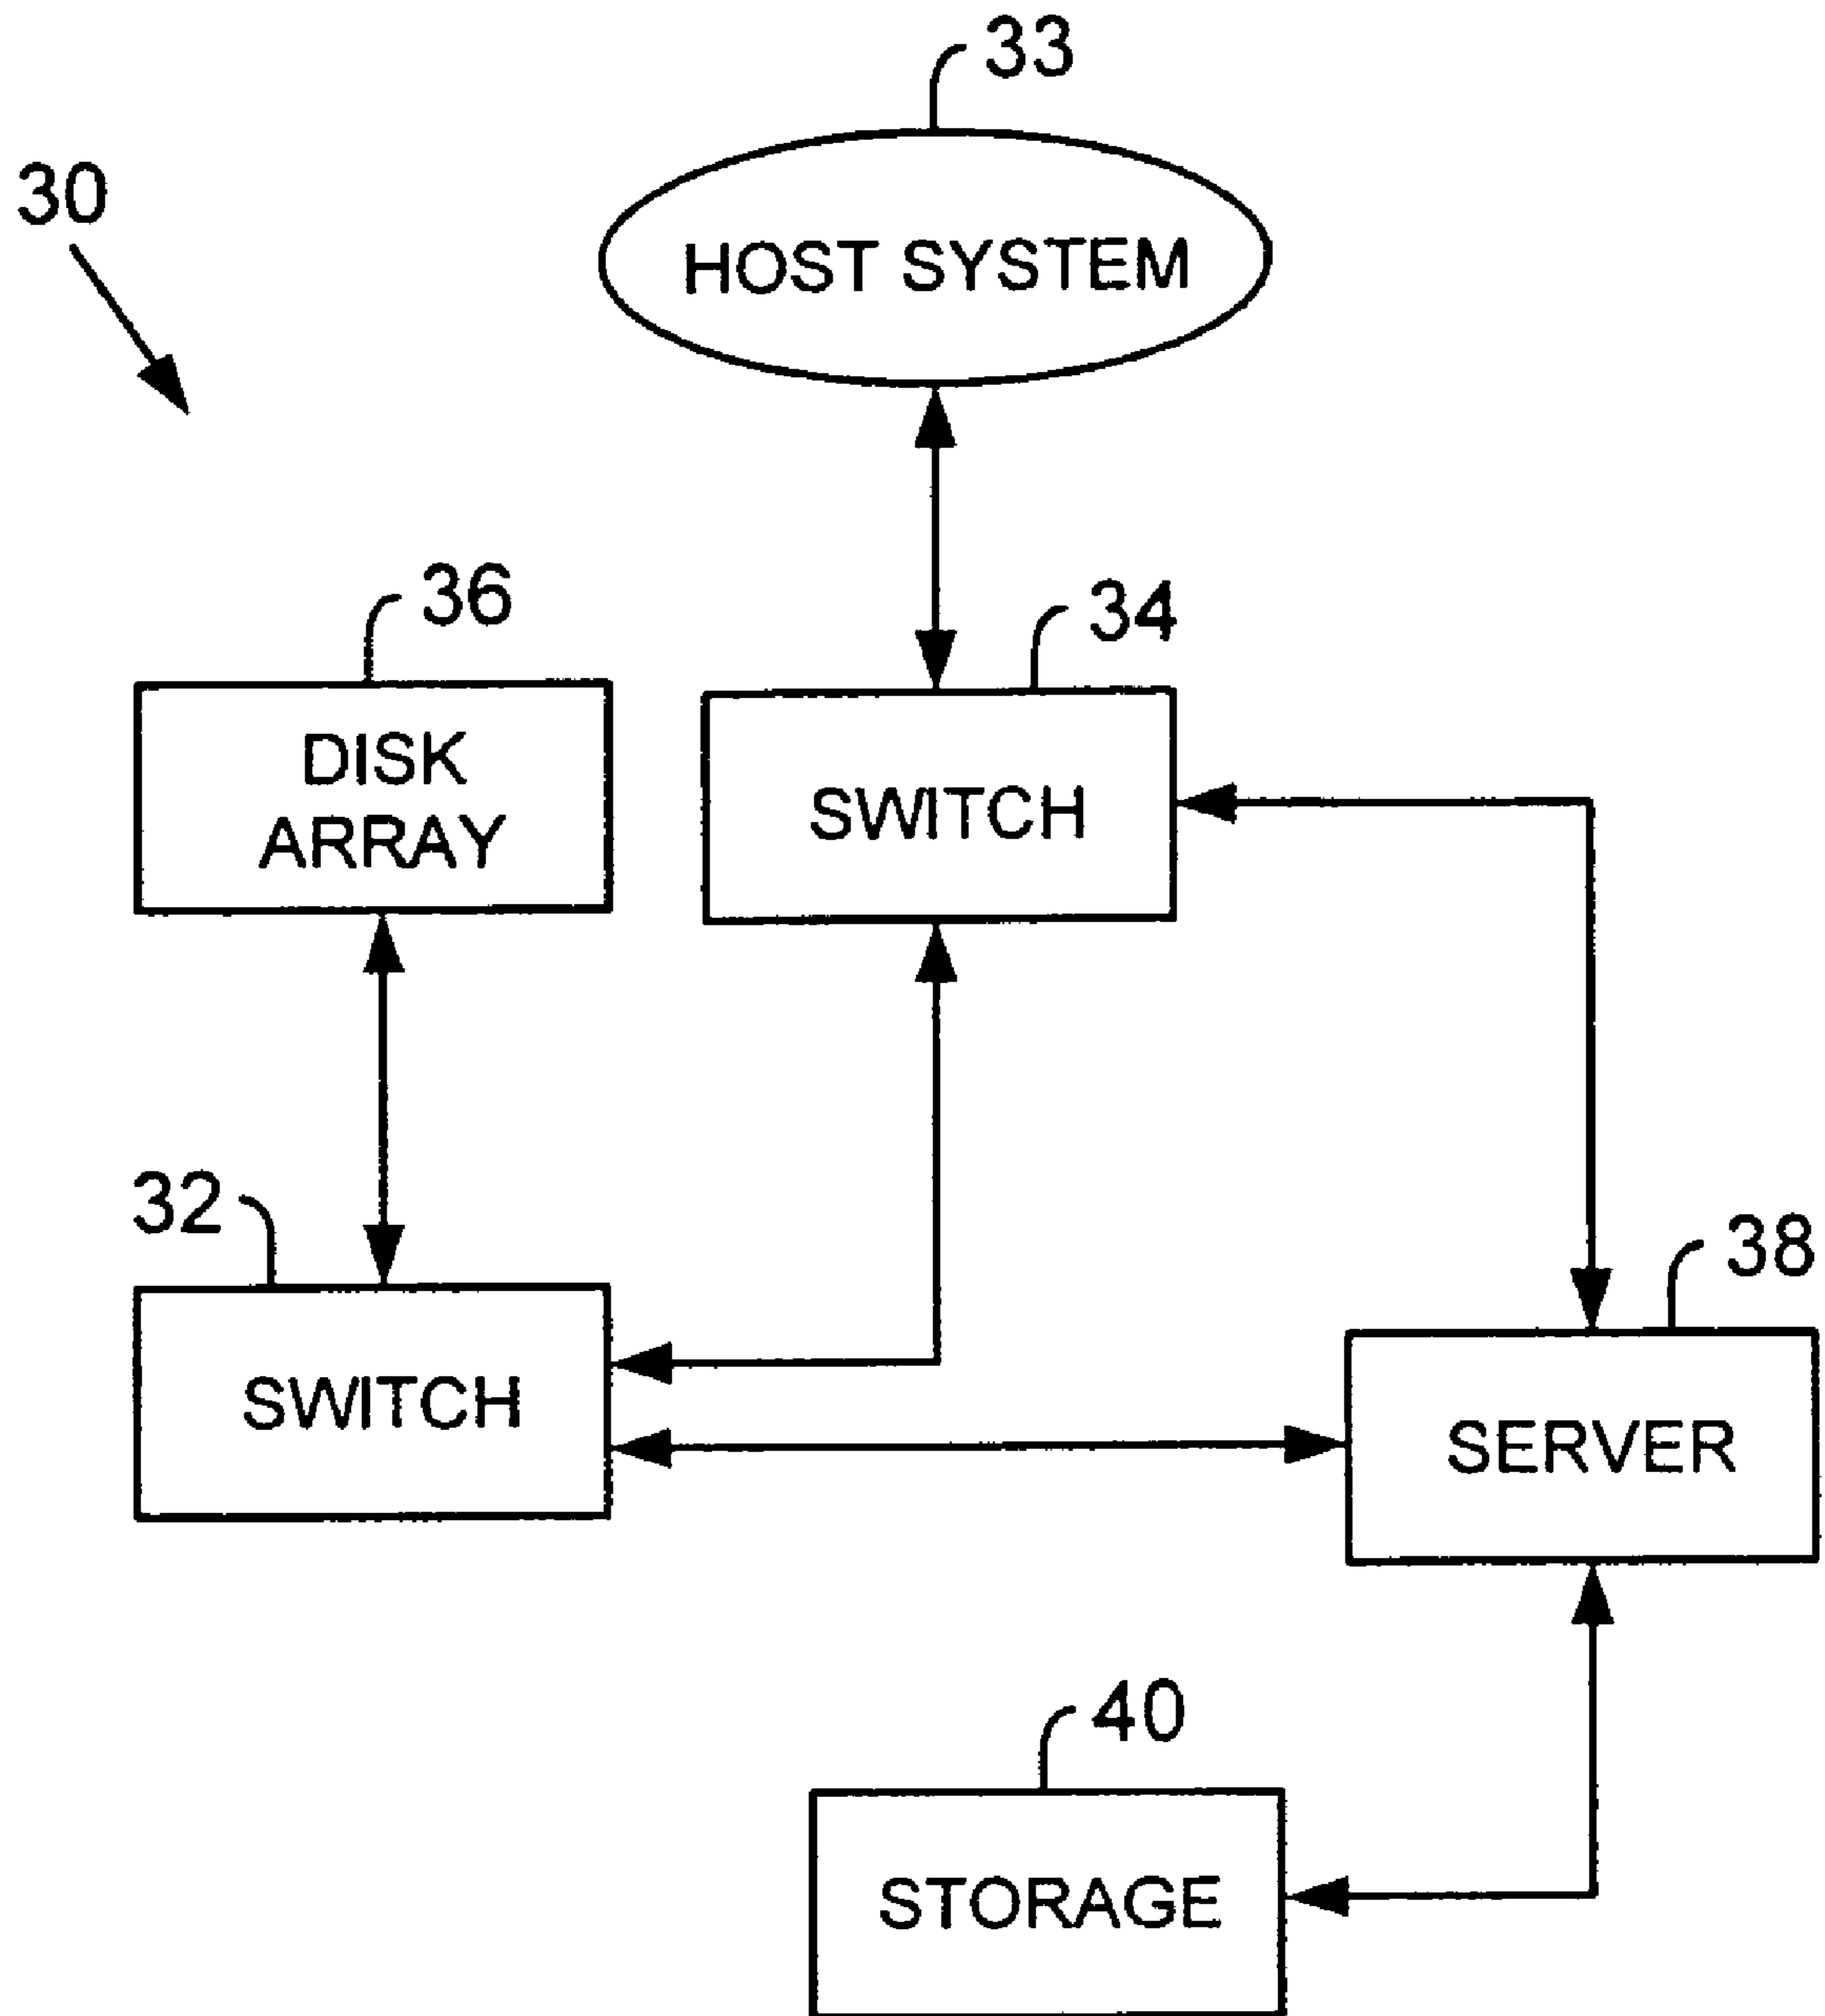 33
30
HOST SYSTEM
36
34
DISK
ARRAY
SWITCH
32
38
SWITCH
SERVER
40
STORAGE